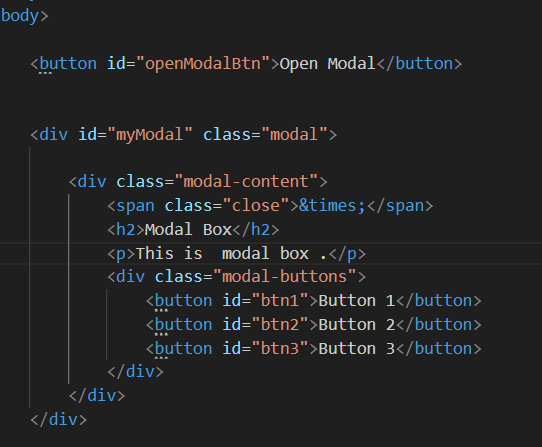 body>
<button id="openModalBtn">Open Modal</button>
<div id="myModal" class="modal">
<div class="modal-content">
<span class="close">&times;</span>
<h2>Modal Box</h2>
<p>This is  modal box .</p>
<div class="modal-buttons">
<button id="btn1">Button 1</button>
<button id="btn2">Button 2</button>
<button id="btn3">Button 3</button>
</div>
</div>
</div>